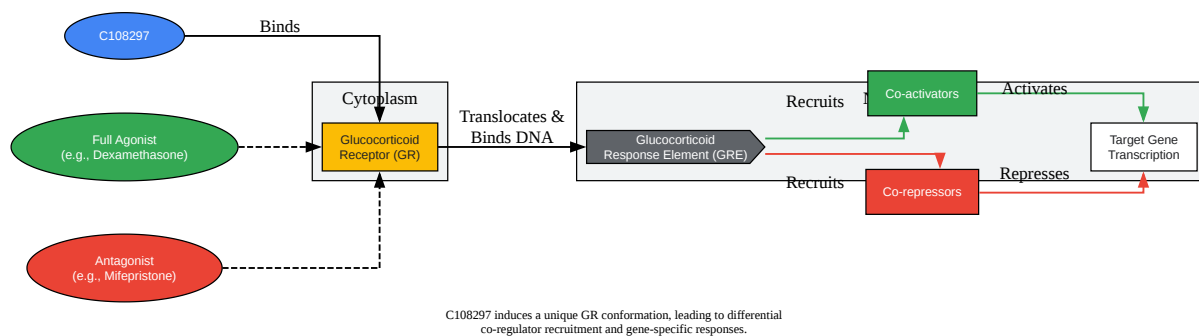 C108297
Binds
Cytoplasm
Full Agonist
(e.g., Dexamethasone)
Glucocorticoid
Receptor (GR)
Translocates &
Binds DNA
Glucocorticoid
Response Element (GRE)
Recruits
Co-activators
Activates
Target Gene
Transcription
Recruits
Co-repressors
Represses
Antagonist
(e.g., Mifepristone)
C108297 induces a unique GR conformation, leading to differential
co-regulator recruitment and gene-specific responses.